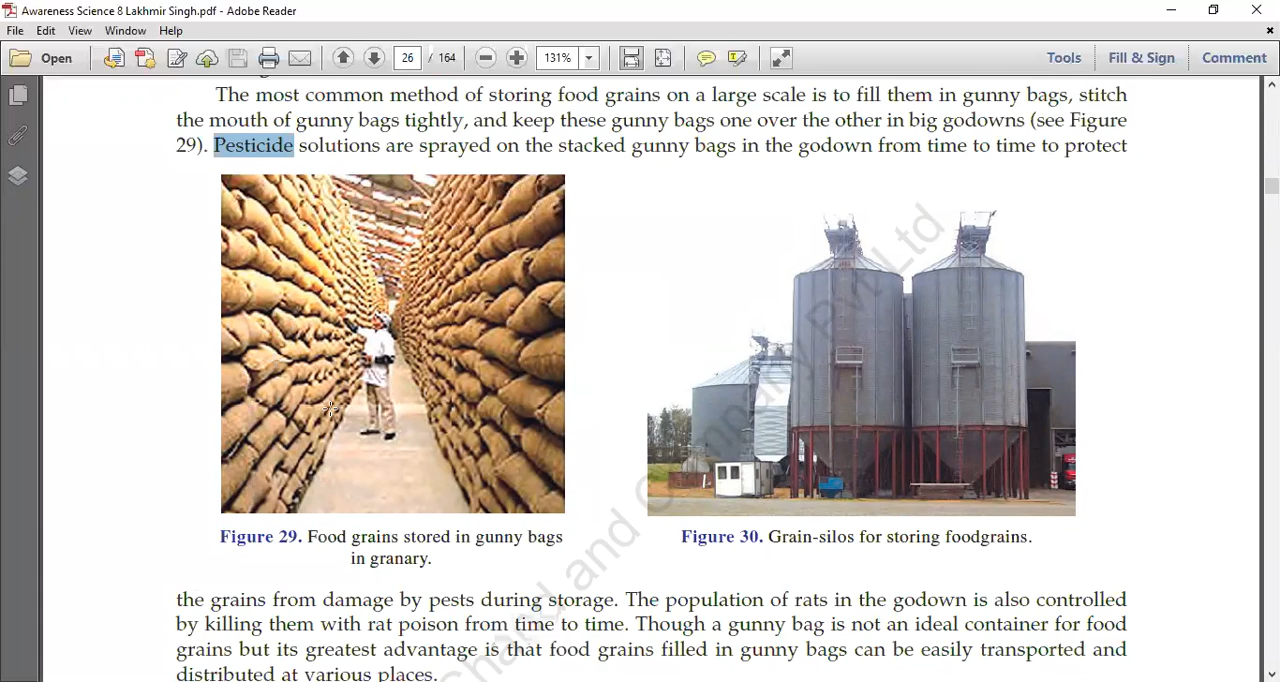 Awareness Science 8 Lakhmir Singh.pdf - Adobe Reader
File Edit View Window Help
Open 26 / 164 131% Tools Fill & Sign Comment
The most common method of storing food grains on a large scale is to fill them in gunny bags, stitch
the mouth of gunny bags tightly, and keep these gunny bags one over the other in big godowns (see Figure
29). Pesticide solutions are sprayed on the stacked gunny bags in the godown from time to time to protect
Figure 29. Food grains stored in gunny bags
in granary.
Figure 30. Grain-silos for storing foodgrains.
the grains from damage by pests during storage. The population of rats in the godown is also controlled
by killing them with rat poison from time to time. Though a gunny bag is not an ideal container for food
grains but its greatest advantage is that food grains filled in gunny bags can be easily transported and
distributed at various places.
Chand and Company Pvt Ltd